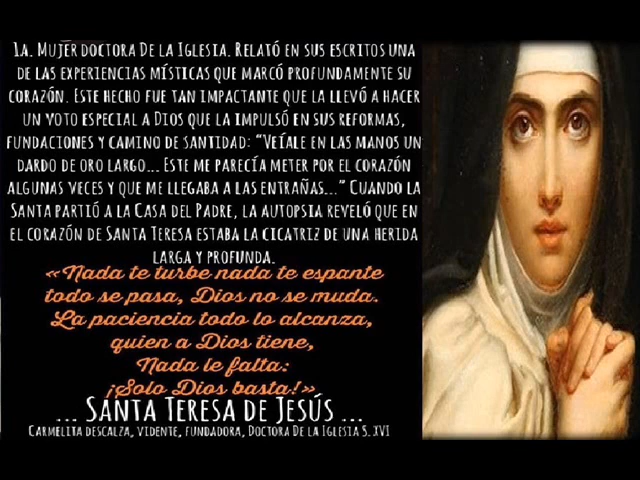 1a. Mujer doctora De la Iglesia. Relató en sus escritos una
de las experiencias místicas que marcó profundamente su
corazón. Este hecho fue tan impactante que la llevó a hacer
un voto especial a Dios que la impulsó en sus reformas,
fundaciones y camino de santidad: “Veíale en las manos un
dardo de oro largo... Este me parecía meter por el corazón
algunas veces y que me llegaba a las entrañas...” Cuando la
Santa partió a la Casa del Padre, la autopsia reveló que en
el corazón de Santa Teresa estaba la cicatriz de una herida
larga y profunda.
«Nada te turbe nada te espante
todo se pasa, Dios no se muda.
La paciencia todo lo alcanza,
quien a Dios tiene,
Nada le falta:
¡Solo Dios basta!»
... Santa Teresa de Jesús ...
Carmelita descalza, vidente, fundadora, Doctora De la Iglesia S. XVI